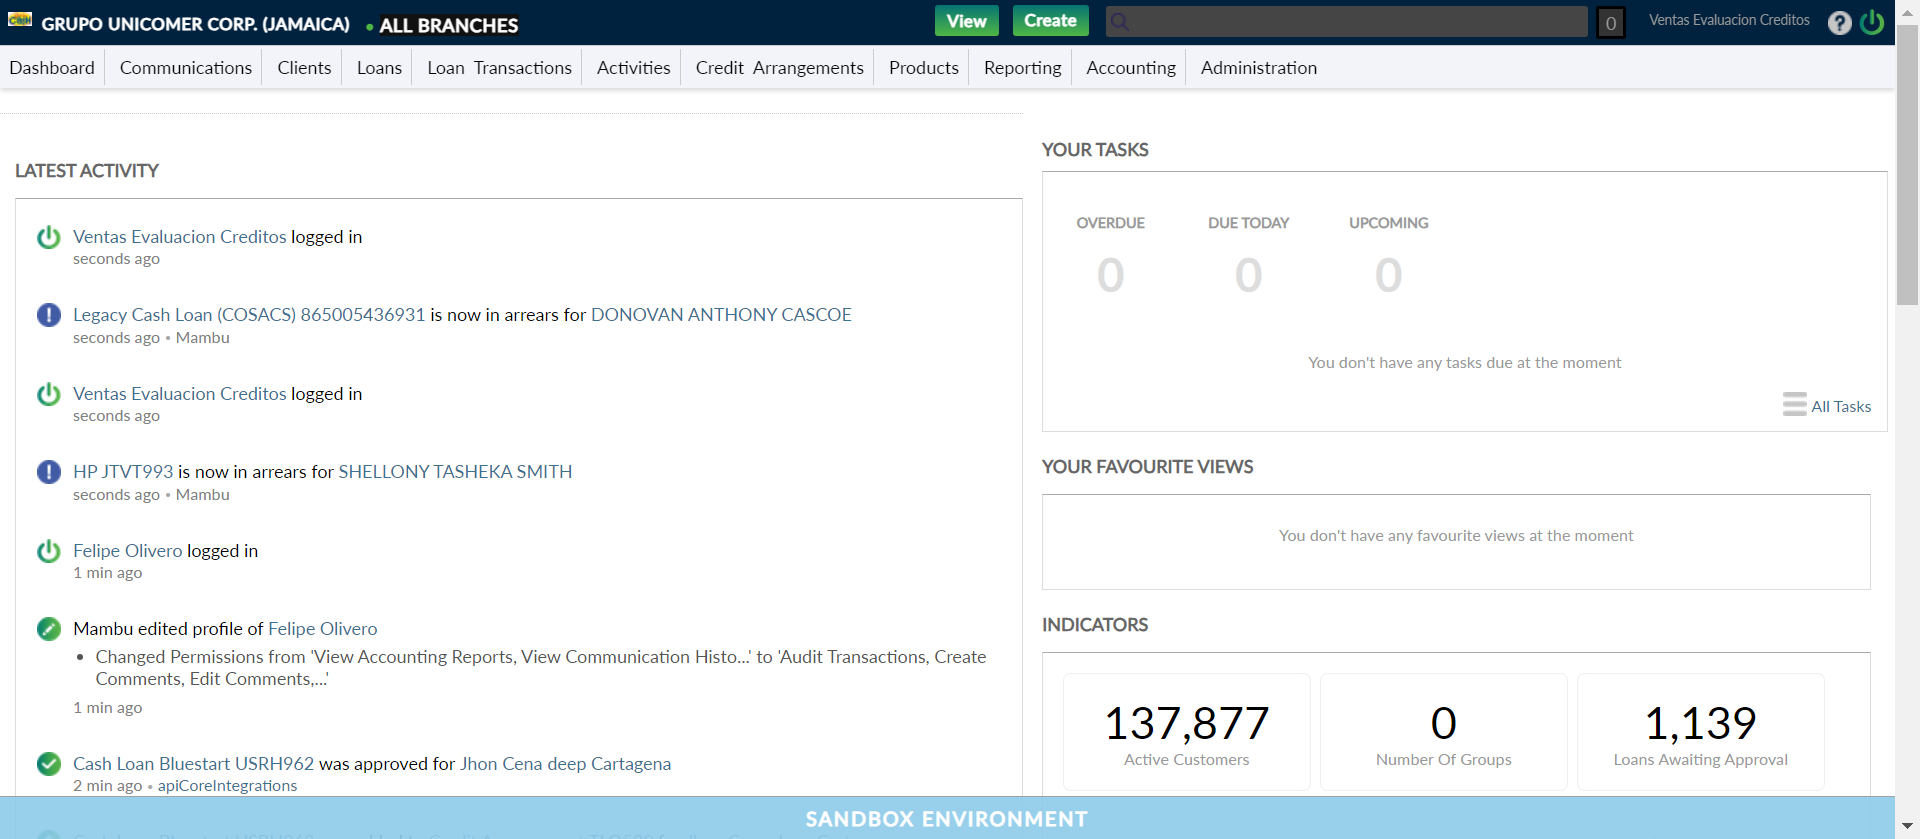 GRUPO UNICOMER CORP. (JAMAICA) • ALL BRANCHES
View
Create
0
Ventas Evaluacion Creditos
?
Dashboard
Communications
Clients
Loans
Loan Transactions
Activities
Credit Arrangements
Products
Reporting
Accounting
Administration
LATEST ACTIVITY
Ventas Evaluacion Creditos logged in
seconds ago
Legacy Cash Loan (COSACS) 865005436931 is now in arrears for DONOVAN ANTHONY CASCOE
seconds ago • Mambu
Ventas Evaluacion Creditos logged in
seconds ago
HP JTVT993 is now in arrears for SHELLONY TASHEKA SMITH
seconds ago • Mambu
Felipe Olivero logged in
1 min ago
Mambu edited profile of Felipe Olivero
• Changed Permissions from 'View Accounting Reports, View Communication Histo...' to 'Audit Transactions, Create
Comments, Edit Comments,...'
1 min ago
Cash Loan Bluestart USRH962 was approved for Jhon Cena deep Cartagena
2 min ago • apiCoreIntegrations
YOUR TASKS
OVERDUE
DUE TODAY
UPCOMING
0
0
0
You don't have any tasks due at the moment
All Tasks
YOUR FAVOURITE VIEWS
You don't have any favourite views at the moment
INDICATORS
137,877
Active Customers
0
Number Of Groups
1,139
Loans Awaiting Approval
SANDBOX ENVIRONMENT